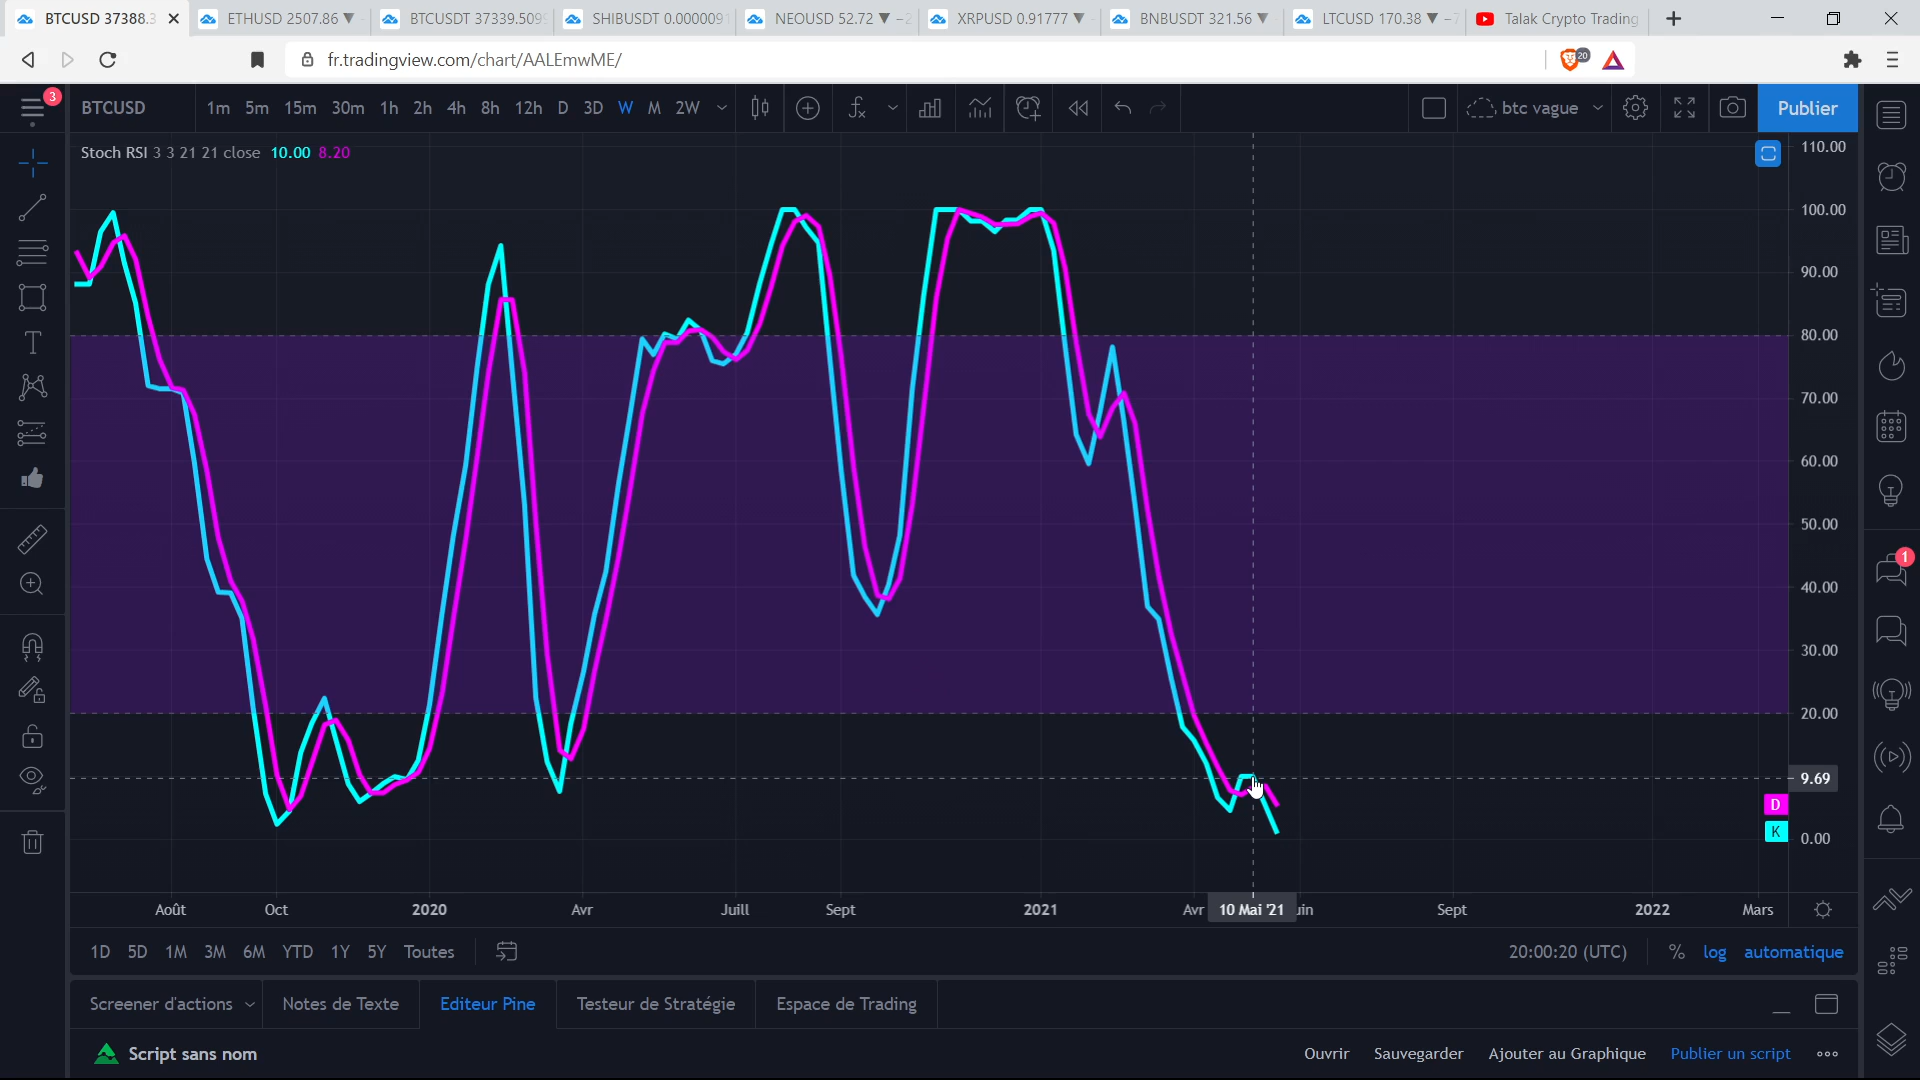 BTCUSD 37388.3
ETHUSD 2507.86 ▼
BTCUSDT 37339.509
SHIBUSDT 0.0000091
NEOUSD 52.72 ▼ −2
XRPUSD 0.91777 ▼ −
BNBUSDT 321.56 ▼
LTCUSD 170.38 ▼ −7
Talak Crypto Trading
fr.tradingview.com/chart/AALEmwME/
20
3
BTCUSD
1m 5m 15m 30m 1h 2h 4h 8h 12h D 3D W M 2W
btc vague
Publier
Stoch RSI 3 3 21 21 close 10.00 8.20
110.00
100.00
90.00
80.00
70.00
60.00
50.00
40.00
30.00
20.00
9.69
D
K
0.00
1
Août Oct 2020 Avr Juill Sept 2021 Avr 10 Mai '21 uin Sept 2022 Mars
1D 5D 1M 3M 6M YTD 1Y 5Y Toutes
20:00:20 (UTC) % log automatique
Screener d'actions Notes de Texte Editeur Pine Testeur de Stratégie Espace de Trading
Script sans nom
Ouvrir Sauvegarder Ajouter au Graphique Publier un script